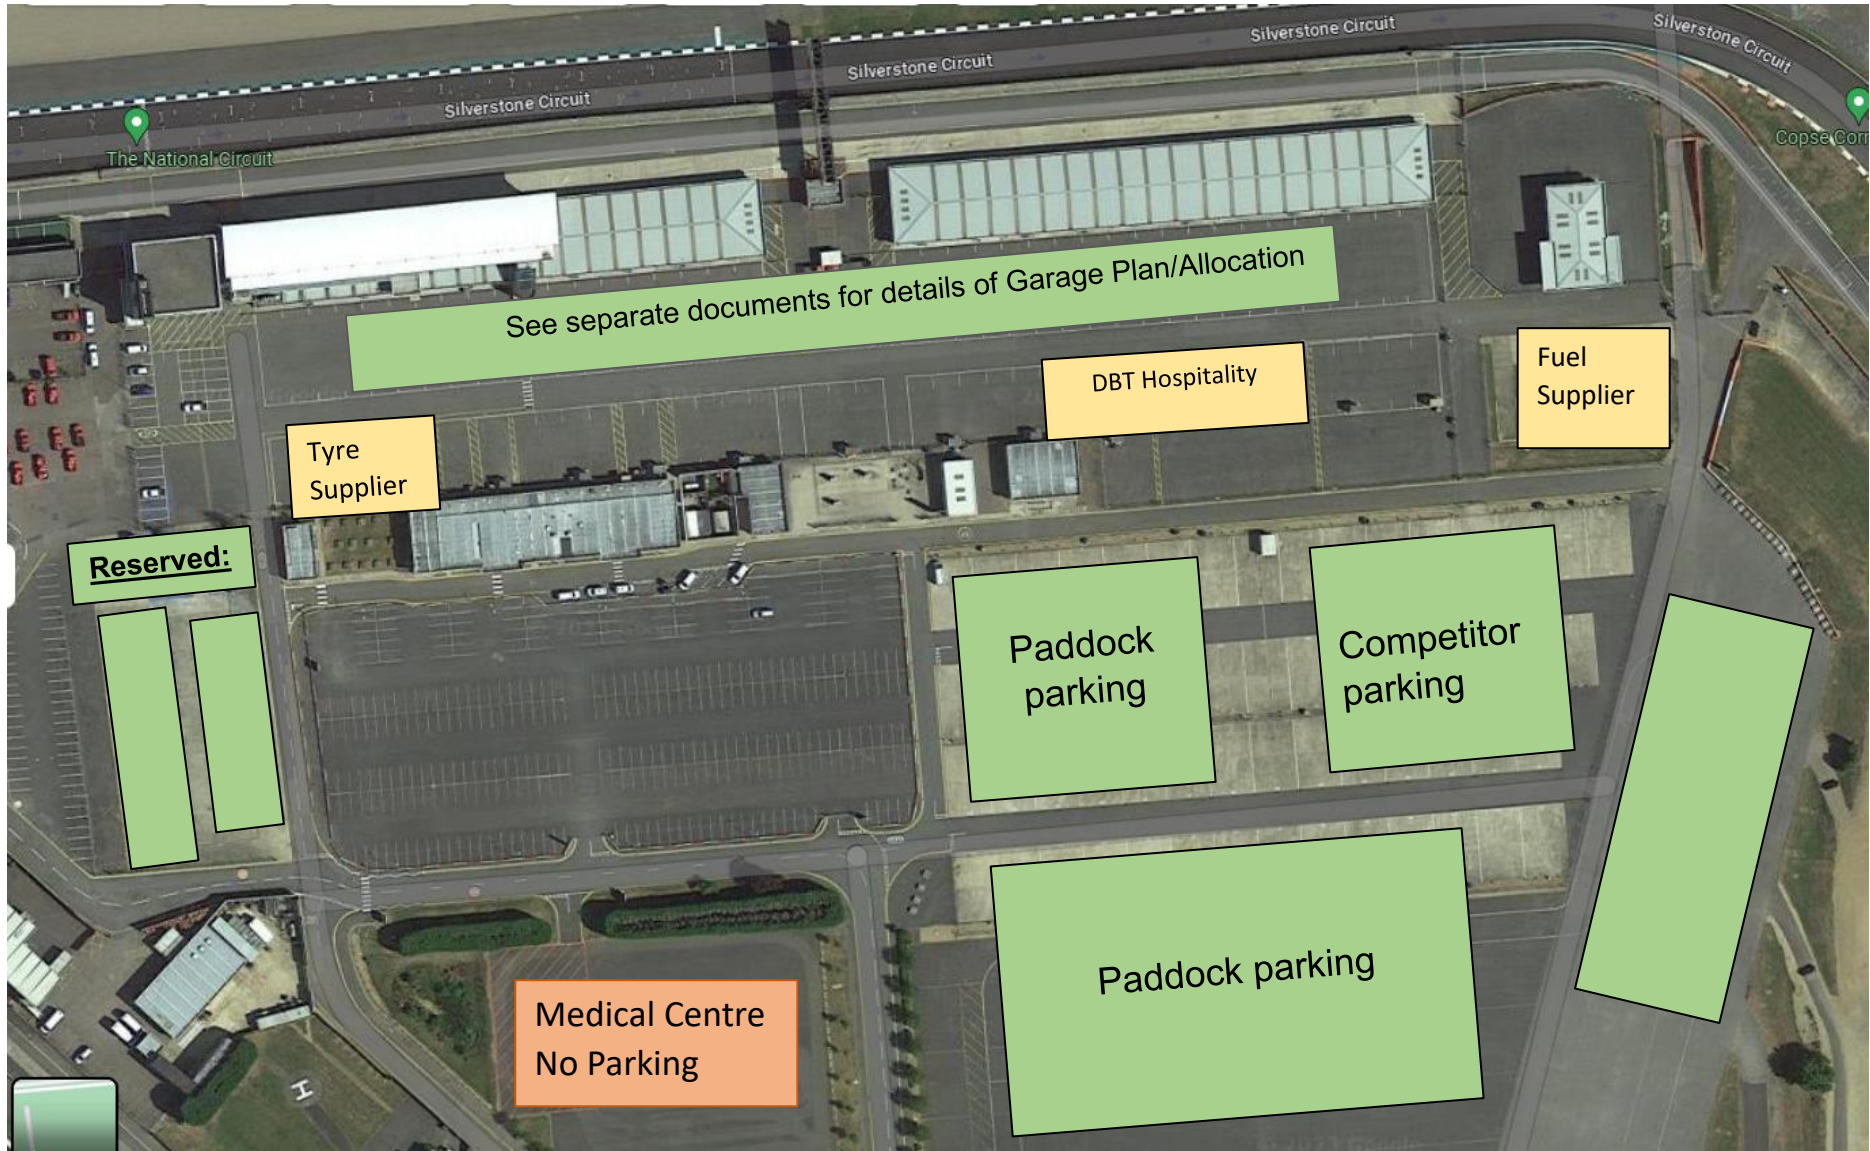 Silverstone Circuit
Silverstone Circuit
Silverstone Circuit
Silverstone Circuit
The National Circuit
See separate documents for details of Garage Plan/Allocation
DBT Hospitality
Fuel
Supplier
Tyre
Supplier
Reserved:
Paddock
parking
Competitor
parking
Paddock parking
Medical Centre
No Parking
H